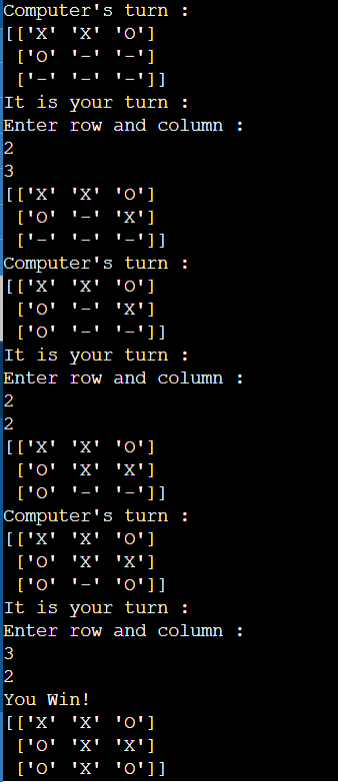 Computer's turn :
[['X' 'X' 'O']
 ['O' '-' '-']
 ['-' '-' '-']]
It is your turn :
Enter row and column :
2
3
[['X' 'X' 'O']
 ['O' '-' 'X']
 ['-' '-' '-']]
Computer's turn :
[['X' 'X' 'O']
 ['O' '-' 'X']
 ['O' '-' '-']]
It is your turn :
Enter row and column :
2
2
[['X' 'X' 'O']
 ['O' 'X' 'X']
 ['O' '-' '-']]
Computer's turn :
[['X' 'X' 'O']
 ['O' 'X' 'X']
 ['O' '-' 'O']]
It is your turn :
Enter row and column :
3
2
You Win!
[['X' 'X' 'O']
 ['O' 'X' 'X']
 ['O' 'X' 'O']]